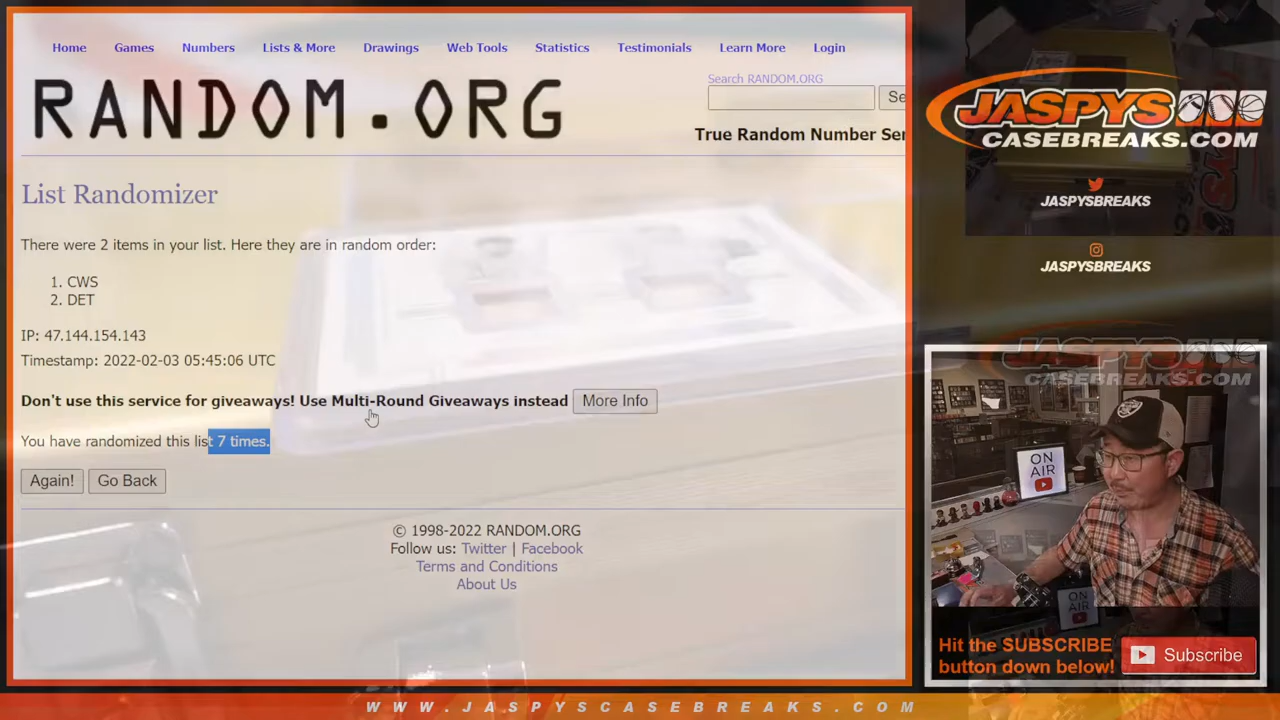 Home Games Numbers Lists & More Drawings Web Tools Statistics Testimonials Learn More Login
RANDOM.ORG
Search RANDOM.ORG
Se
True Random Number Ser
List Randomizer
There were 2 items in your list. Here they are in random order:
1. CWS
2. DET
IP: 47.144.154.143
Timestamp: 2022-02-03 05:45:06 UTC
Don't use this service for giveaways! Use Multi-Round Giveaways instead More Info
You have randomized this list 7 times.
Again! Go Back
© 1998-2022 RANDOM.ORG
Follow us: Twitter | Facebook
Terms and Conditions
About Us
JASPYS
CASEBREAKS.COM
JASPYSBREAKS
JASPYSBREAKS
JASPYS
CASEBREAKS.COM
ON
AIR
ON
AIR
Hit the SUBSCRIBE
button down below!
Subscribe
WWW.JASPYSCASEBREAKS.COM